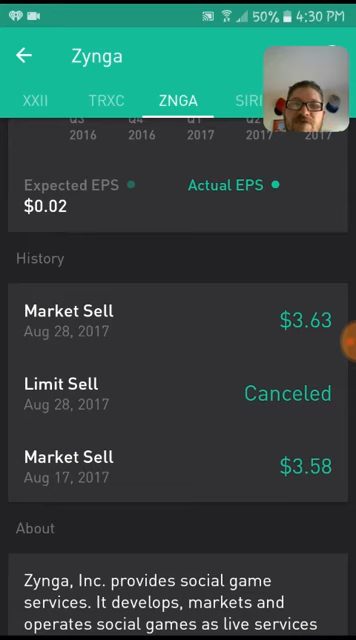 50% 4:30 PM
Zynga
XXII TRXC ZNGA SIRI
Q3 Q4 Q1 Q2
2016 2016 2017 2017 2017
Expected EPS Actual EPS
$0.02
History
Market Sell
$3.63
Aug 28, 2017
Limit Sell
Canceled
Aug 28, 2017
Market Sell
$3.58
Aug 17, 2017
About
Zynga, Inc. provides social game
services. It develops, markets and
operates social games as live services